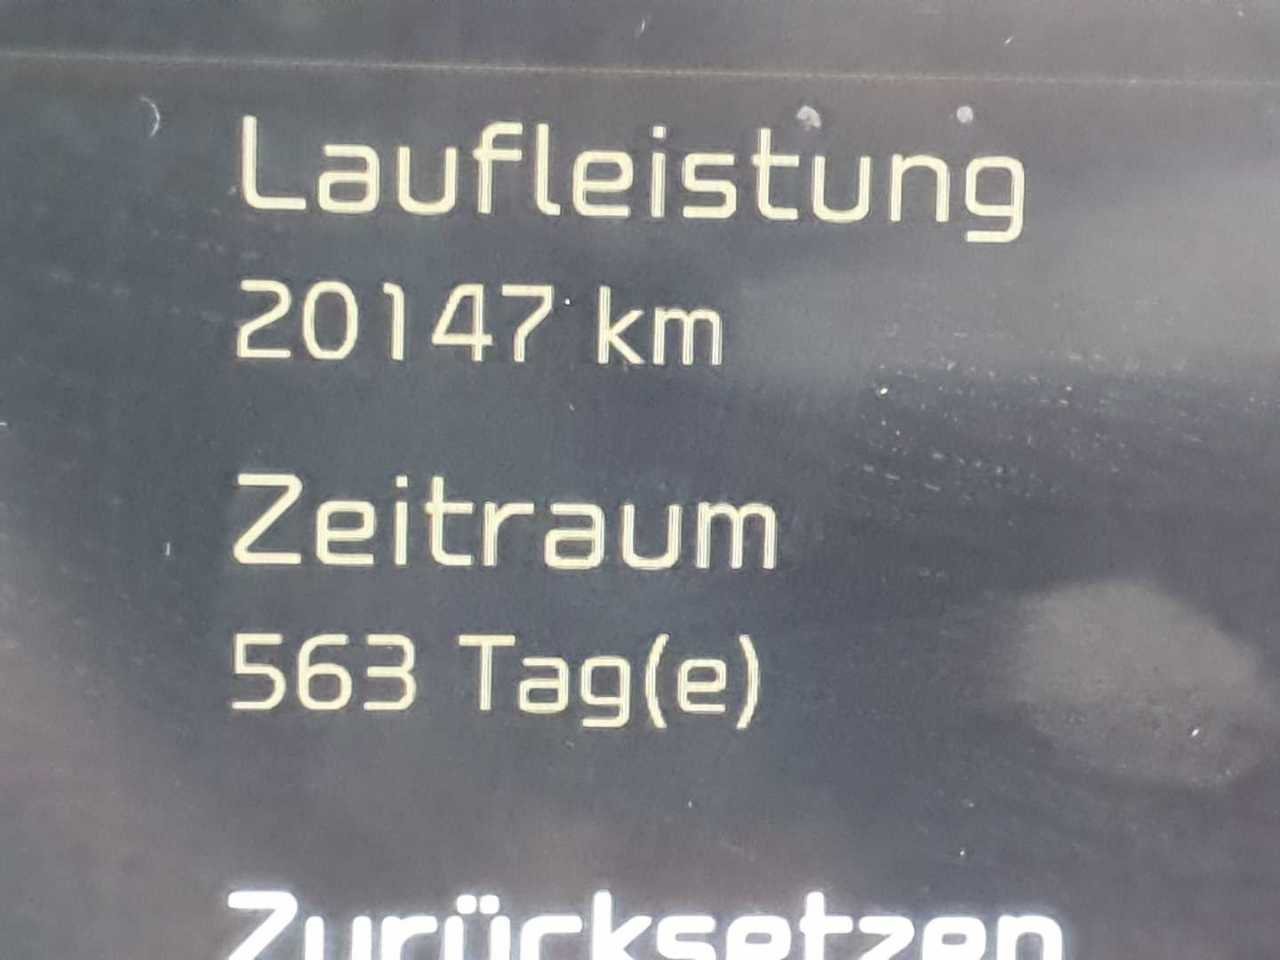 Laufleistung
20147 km
Zeitraum
563 Tag(e)
Zurücksetzen